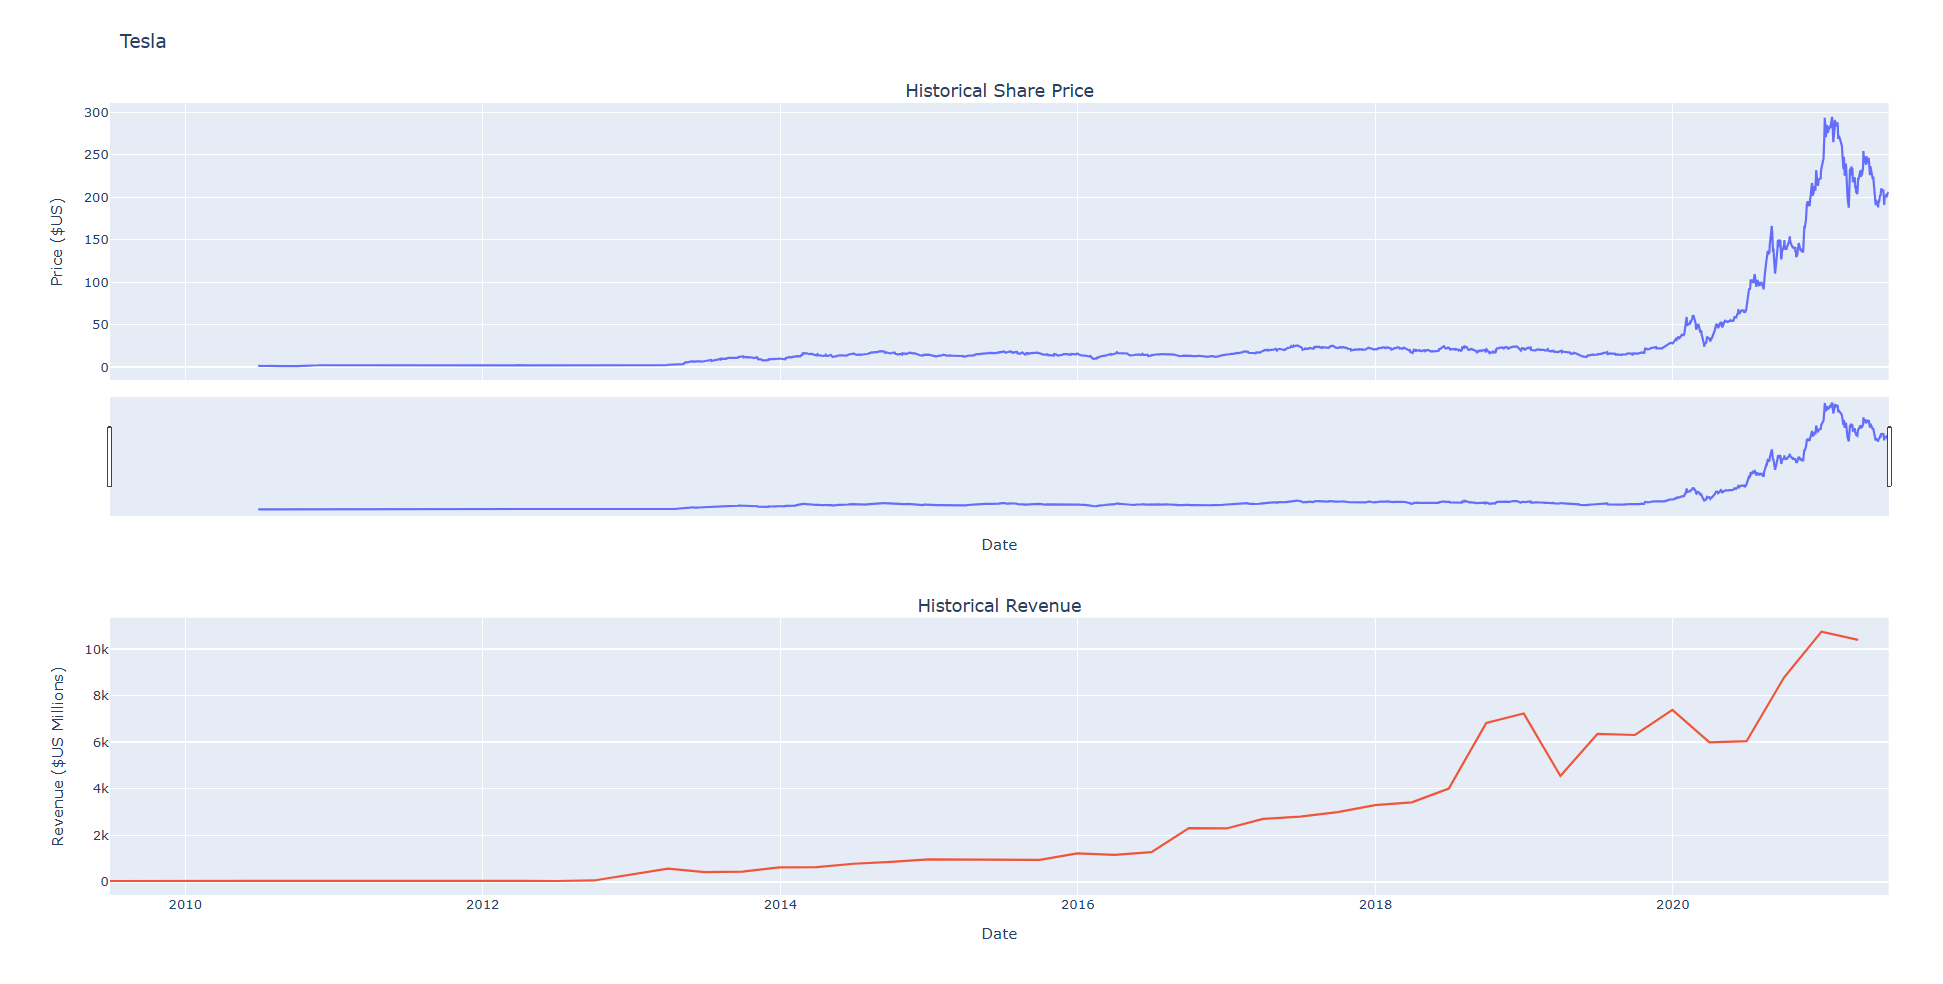 Tesla
Historical Share Price
300
250
200
150
100
50
0
Price ($US)
Date
Historical Revenue
10k
8k
6k
4k
2k
0
Revenue ($US Millions)
2010 2012 2014 2016 2018 2020
Date